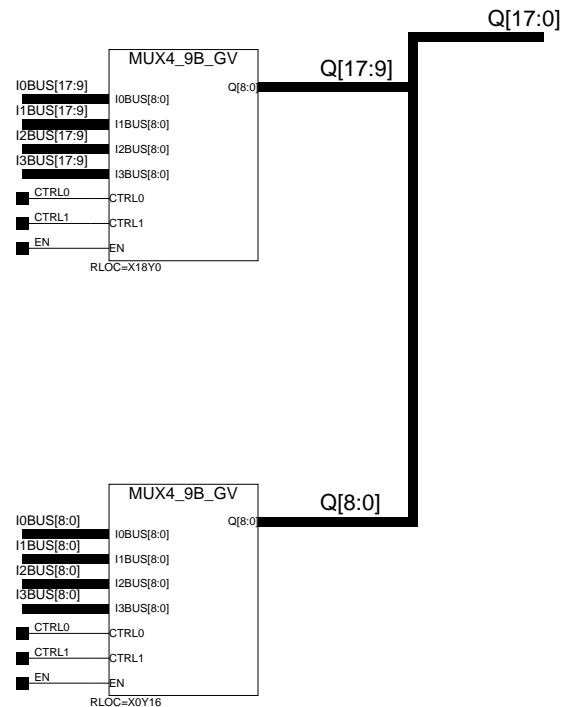 Q[17:0]
MUX4_9B_GV
Q[17:9]
I0BUS[17:9]
Q[8:0]
I0BUS[8:0]
I1BUS[17:9]
I1BUS[8:0]
I2BUS[17:9]
I2BUS[8:0]
I3BUS[17:9]
I3BUS[8:0]
CTRL0
CTRL0
CTRL1
CTRL1
EN
EN
RLOC=X18Y0
MUX4_9B_GV
Q[8:0]
I0BUS[8:0]
Q[8:0]
I0BUS[8:0]
I1BUS[8:0]
I1BUS[8:0]
I2BUS[8:0]
I2BUS[8:0]
I3BUS[8:0]
I3BUS[8:0]
CTRL0
CTRL0
CTRL1
CTRL1
EN
EN
RLOC=X0Y16